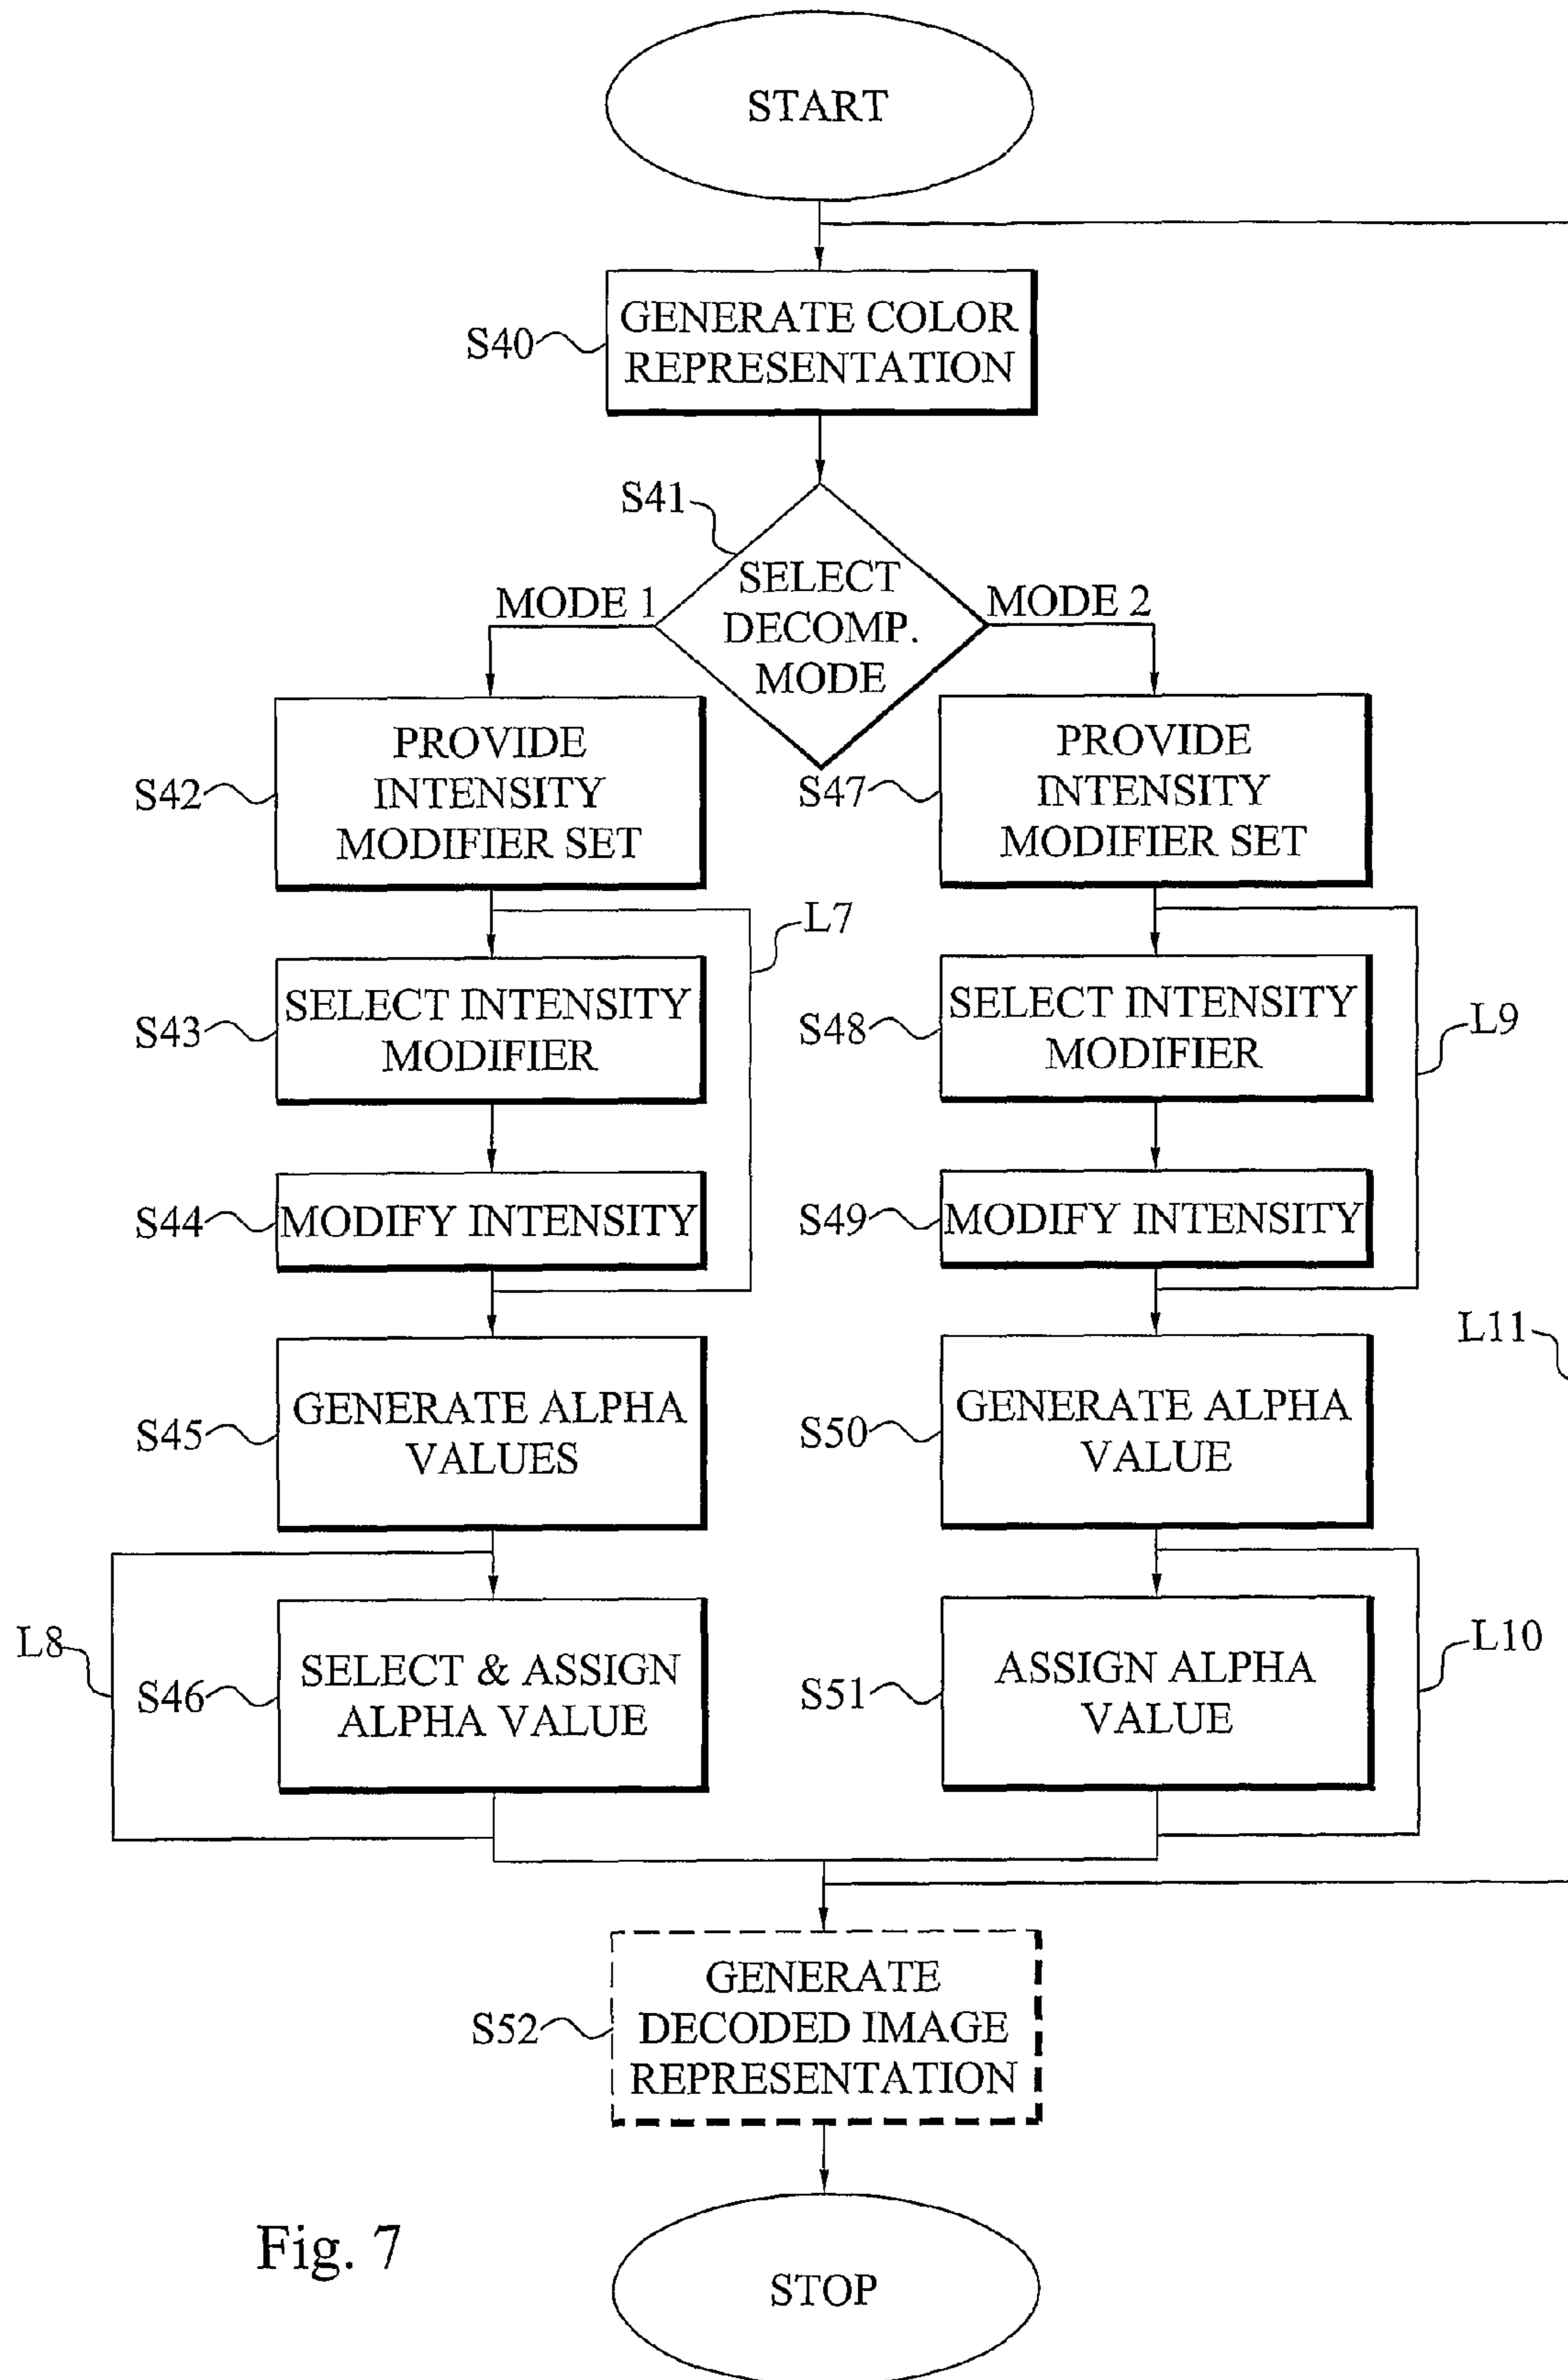 START
S40
GENERATE COLOR
REPRESENTATION
S41
SELECT
DECOMP.
MODE
MODE 1
MODE 2
S42
PROVIDE
INTENSITY
MODIFIER SET
S47
PROVIDE
INTENSITY
MODIFIER SET
L7
S43
SELECT INTENSITY
MODIFIER
S48
SELECT INTENSITY
MODIFIER
L9
S44
MODIFY INTENSITY
S49
MODIFY INTENSITY
L11
S45
GENERATE ALPHA
VALUES
S50
GENERATE ALPHA
VALUE
L8
S46
SELECT & ASSIGN
ALPHA VALUE
S51
ASSIGN ALPHA
VALUE
L10
S52
GENERATE
DECODED IMAGE
REPRESENTATION
Fig. 7
STOP